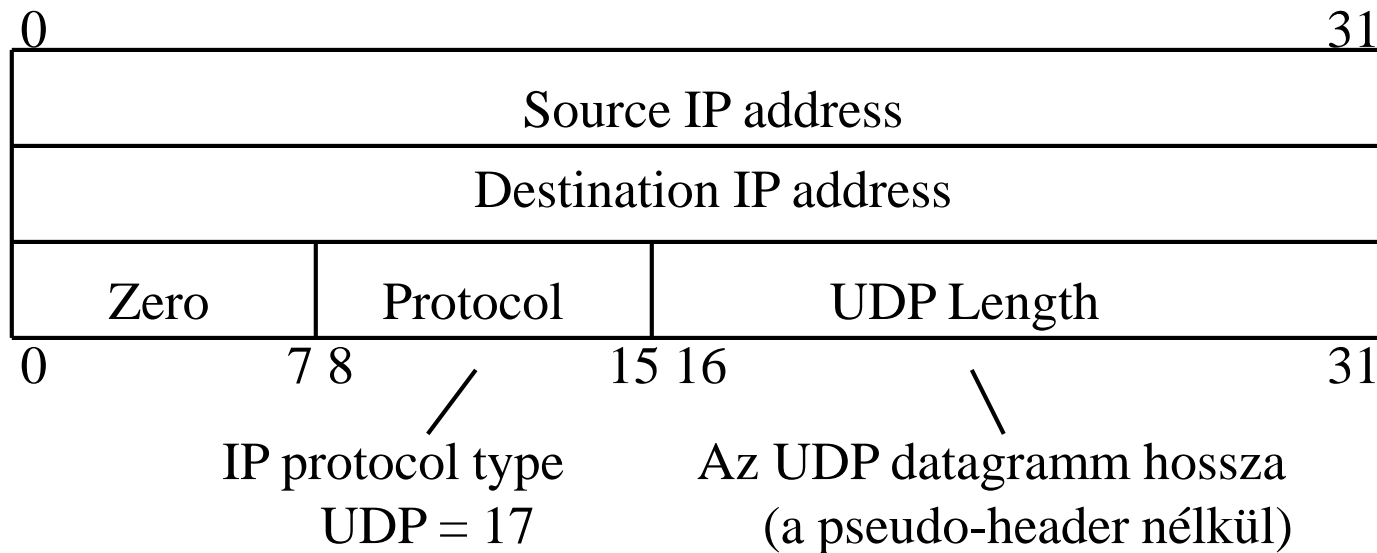 0 31
Source IP address
Destination IP address
Zero Protocol UDP Length
0 7 8 15 16 31
IP protocol type Az UDP datagramm hossza
UDP = 17 (a pseudo-header nélkül)